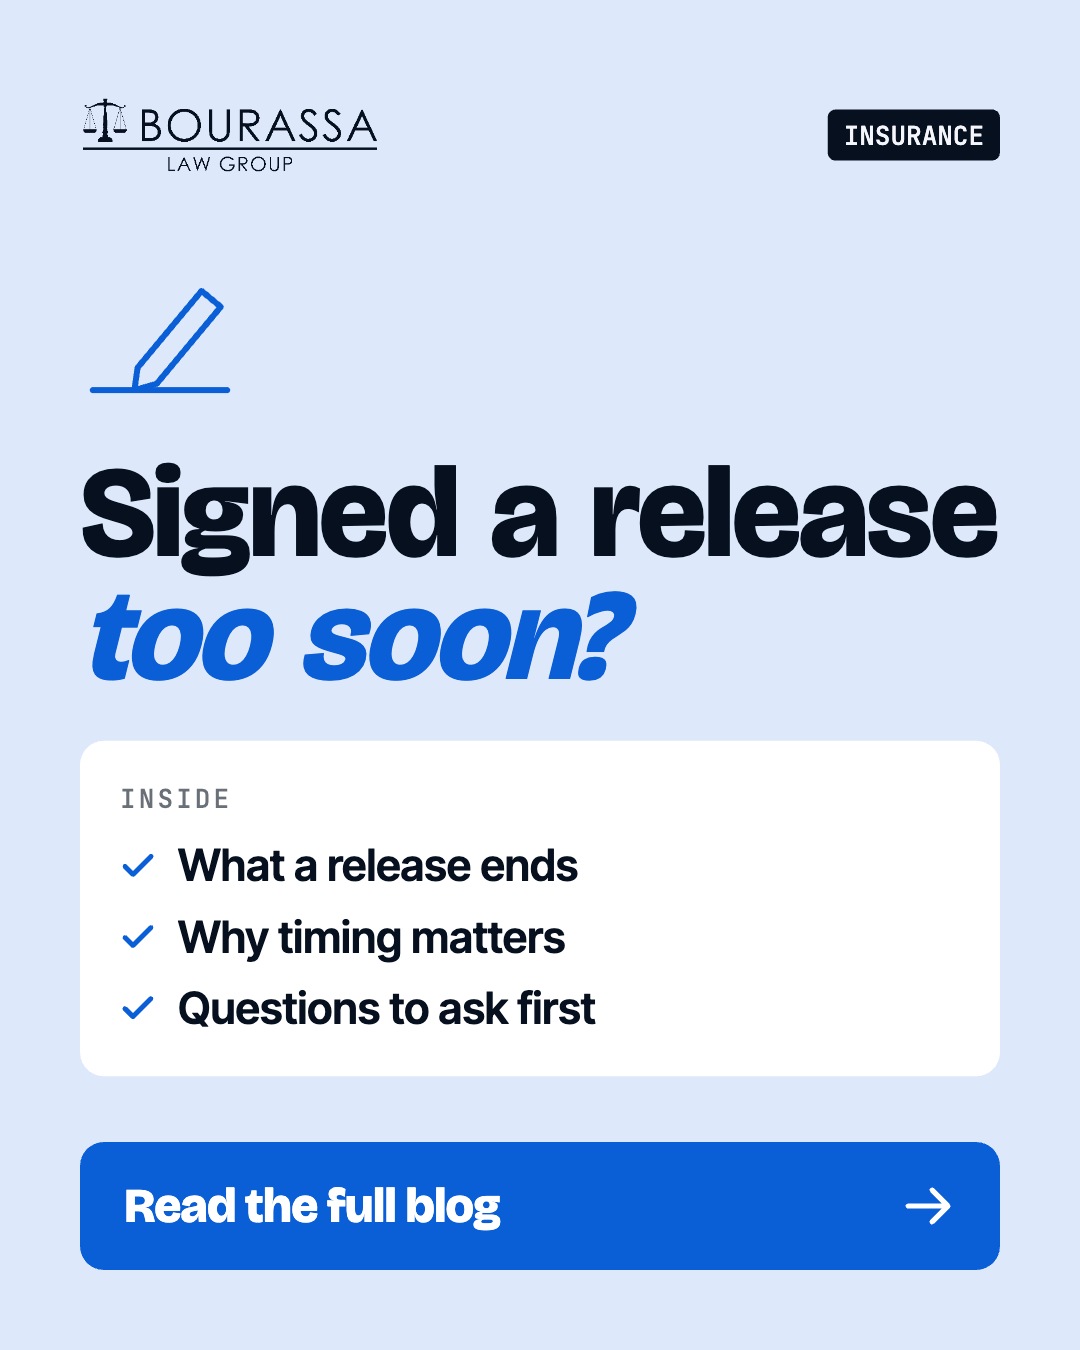 BOURASSA
LAW GROUP
INSURANCE
Signed a release
too soon?
INSIDE
What a release ends
Why timing matters
Questions to ask first
Read the full blog